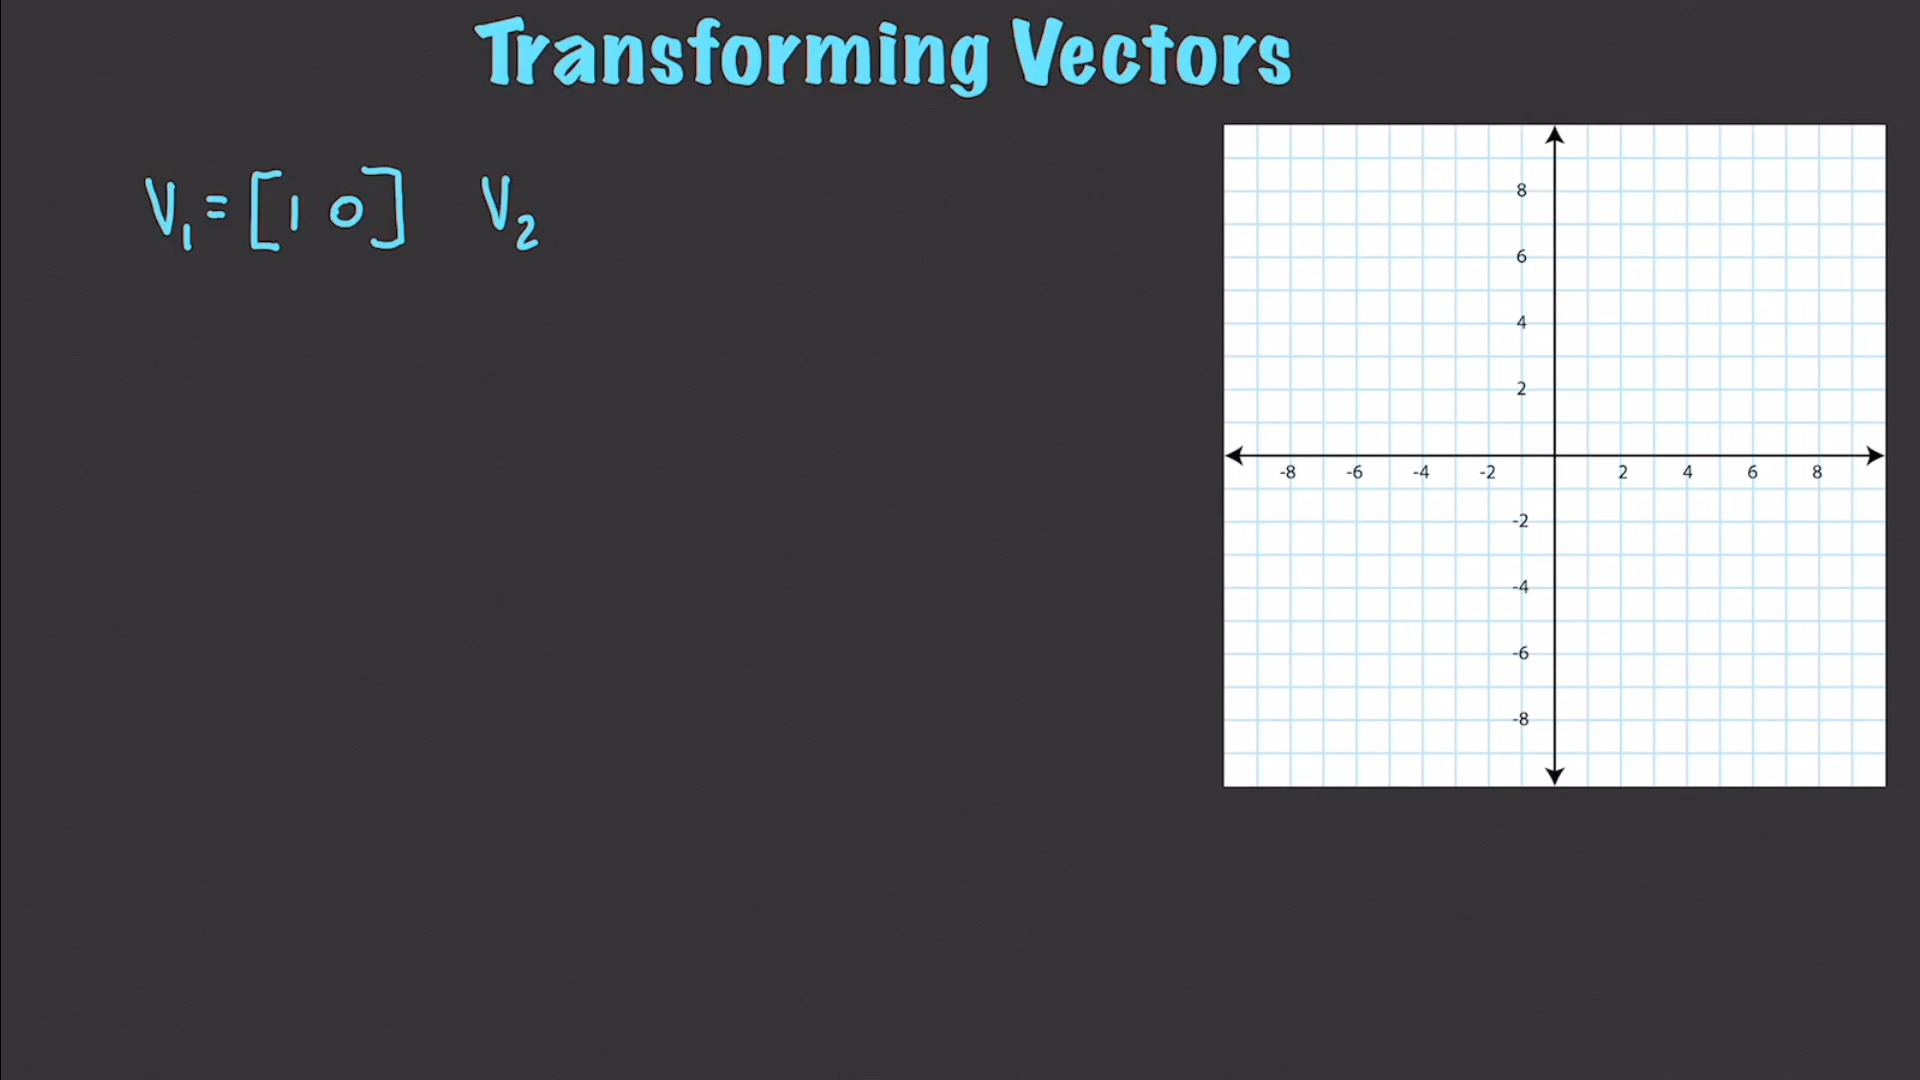 Transforming Vectors
V₁ = [1 0] V₂
8
6
4
2
-8 -6 -4 -2 2 4 6 8
-2
-4
-6
-8